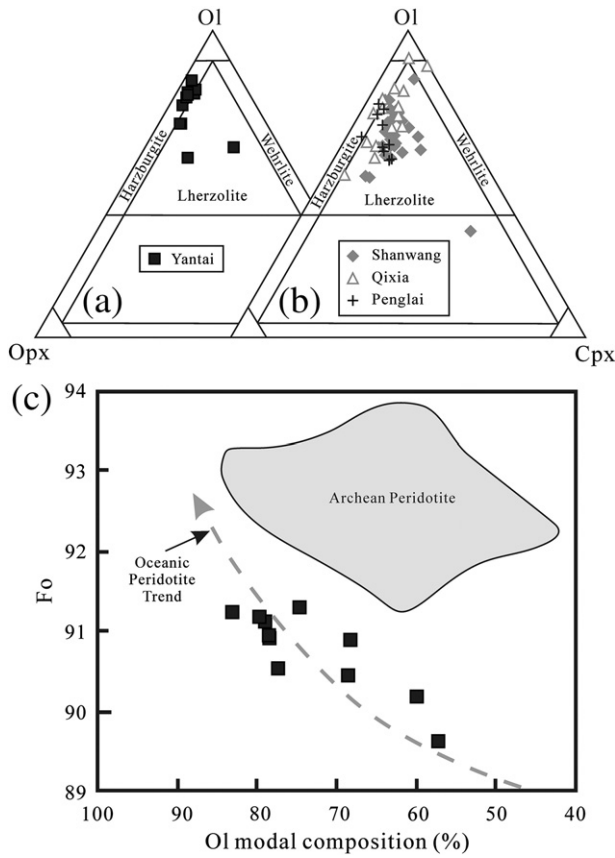 Ol
Ol
Harzburgite
Wehrlite
Lherzolite
Yantai
(a)
Opx
Harzburgite
Wehrlite
Lherzolite
Shanwang
Qixia
Penglai
(b)
Cpx
(c)
94
93
92
91
90
89
Fo
Archean Peridotite
Oceanic
Peridotite
Trend
100
90
80
70
60
50
40
Ol modal composition (%)